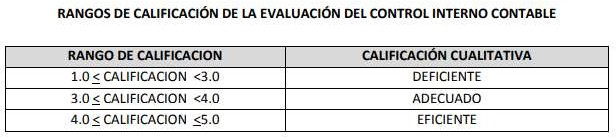 RANGOS DE CALIFICACIÓN DE LA EVALUACIÓN DEL CONTROL INTERNO CONTABLE
RANGO DE CALIFICACION CALIFICACIÓN CUALITATIVA
1.0 ≤ CALIFICACION <3.0 DEFICIENTE
3.0 ≤ CALIFICACION <4.0 ADECUADO
4.0 ≤ CALIFICACION ≤5.0 EFICIENTE